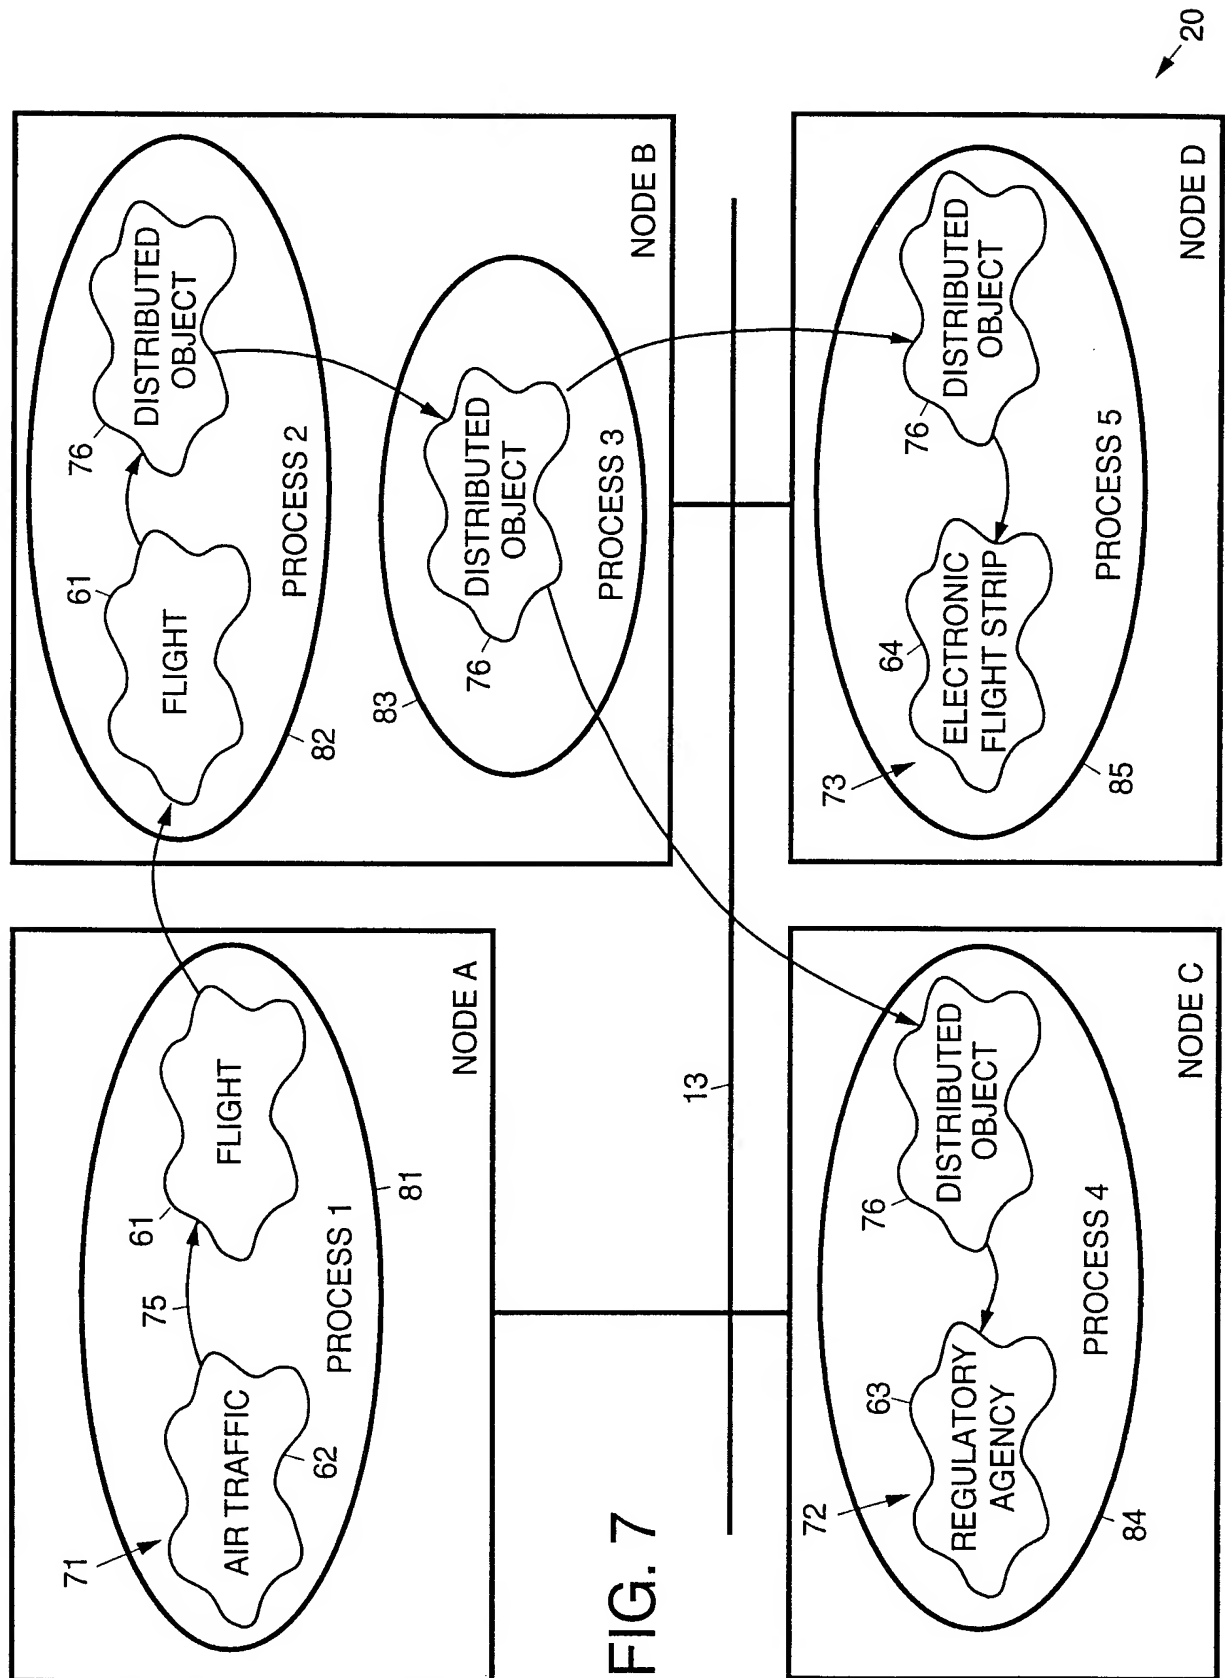 71
AIR TRAFFIC
62
75
61
FLIGHT
PROCESS 1
81
NODE A
61
FLIGHT
76
DISTRIBUTED
OBJECT
PROCESS 2
82
83
76
DISTRIBUTED
OBJECT
PROCESS 3
NODE B
FIG. 7
13
72
63
REGULATORY
AGENCY
76
DISTRIBUTED
OBJECT
PROCESS 4
84
NODE C
73
64
ELECTRONIC
FLIGHT STRIP
76
DISTRIBUTED
OBJECT
PROCESS 5
85
NODE D
20